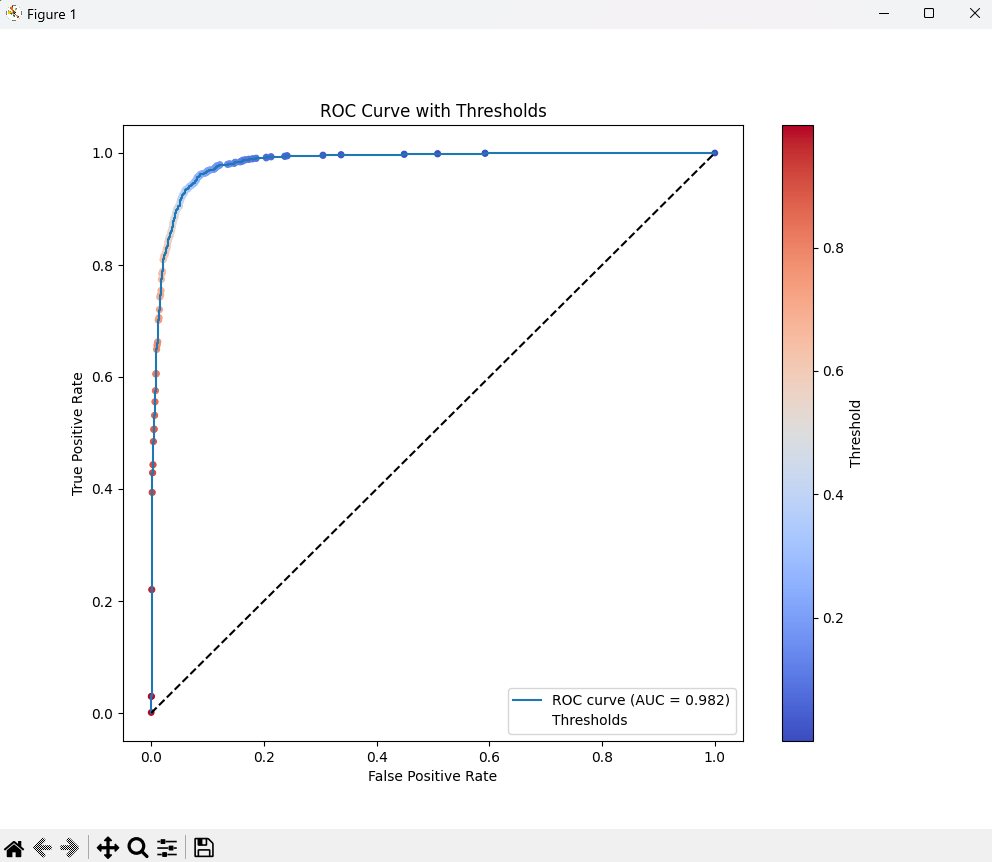 Figure 1
ROC Curve with Thresholds
1.0
0.8
0.6
0.4
0.2
0.0
True Positive Rate
0.0 0.2 0.4 0.6 0.8 1.0
False Positive Rate
ROC curve (AUC = 0.982)
Thresholds
0.8
0.6
0.4
0.2
Threshold